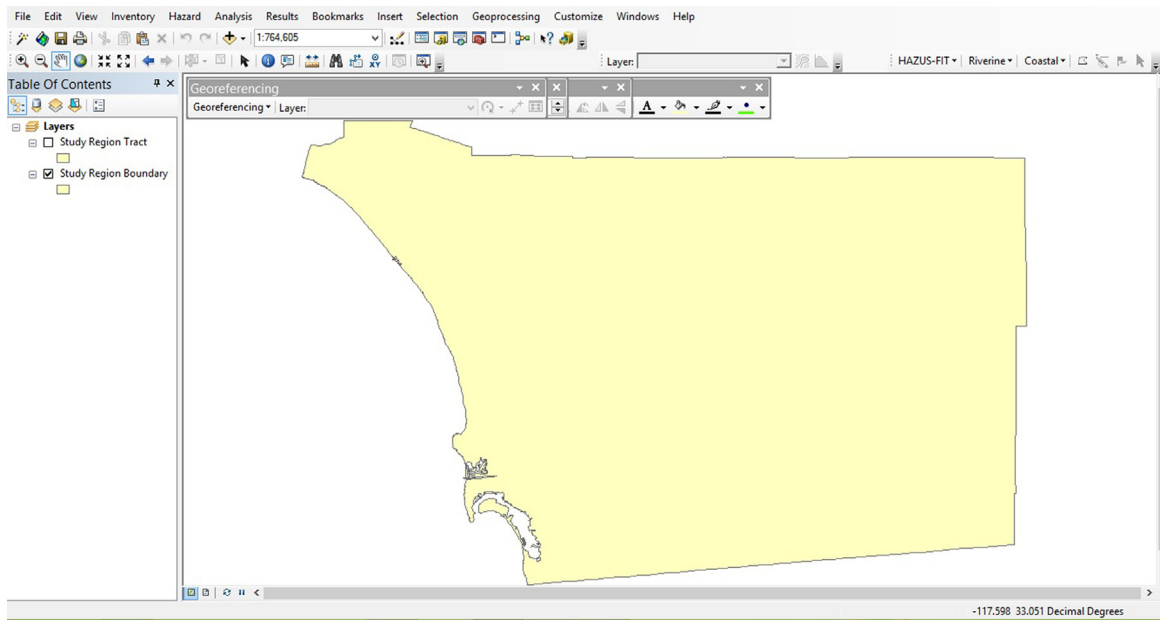 File Edit View Inventory Hazard Analysis Results Bookmarks Insert Selection Geoprocessing Customize Windows Help
1:764,605
Layer: HAZUS-FIT Riverine Coastal
Table Of Contents
Georeferencing
Georeferencing Layer:
Layers
Study Region Tract
Study Region Boundary
-117.598 33.051 Decimal Degrees